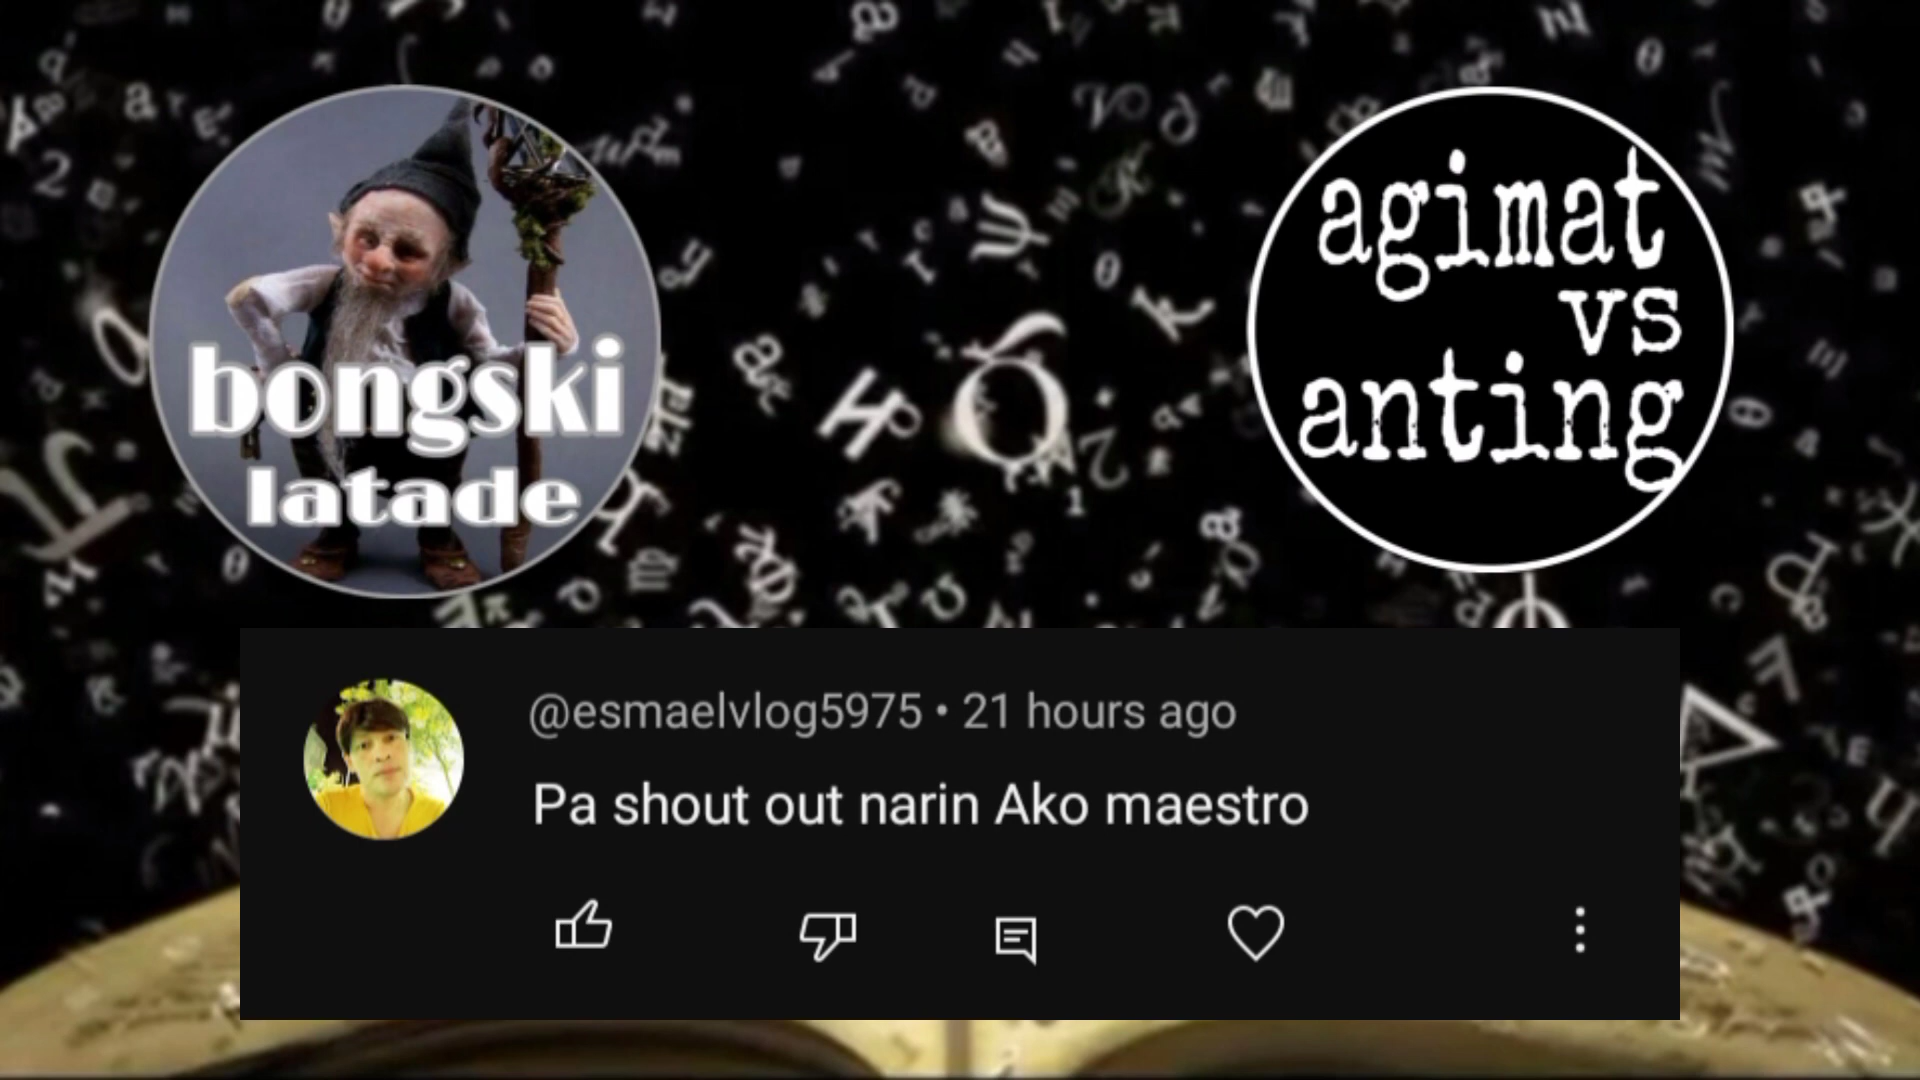 bongski
latade
agimat
vs
anting
@esmaelvlog5975 • 21 hours ago
Pa shout out narin Ako maestro